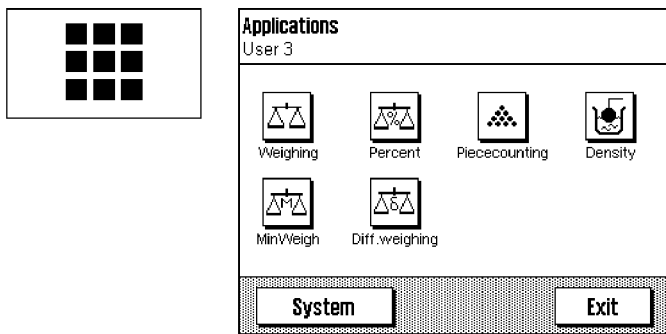 Applications
User 3
Weighing Percent Piececounting Density
MinWeigh Diff.weighing
System Exit